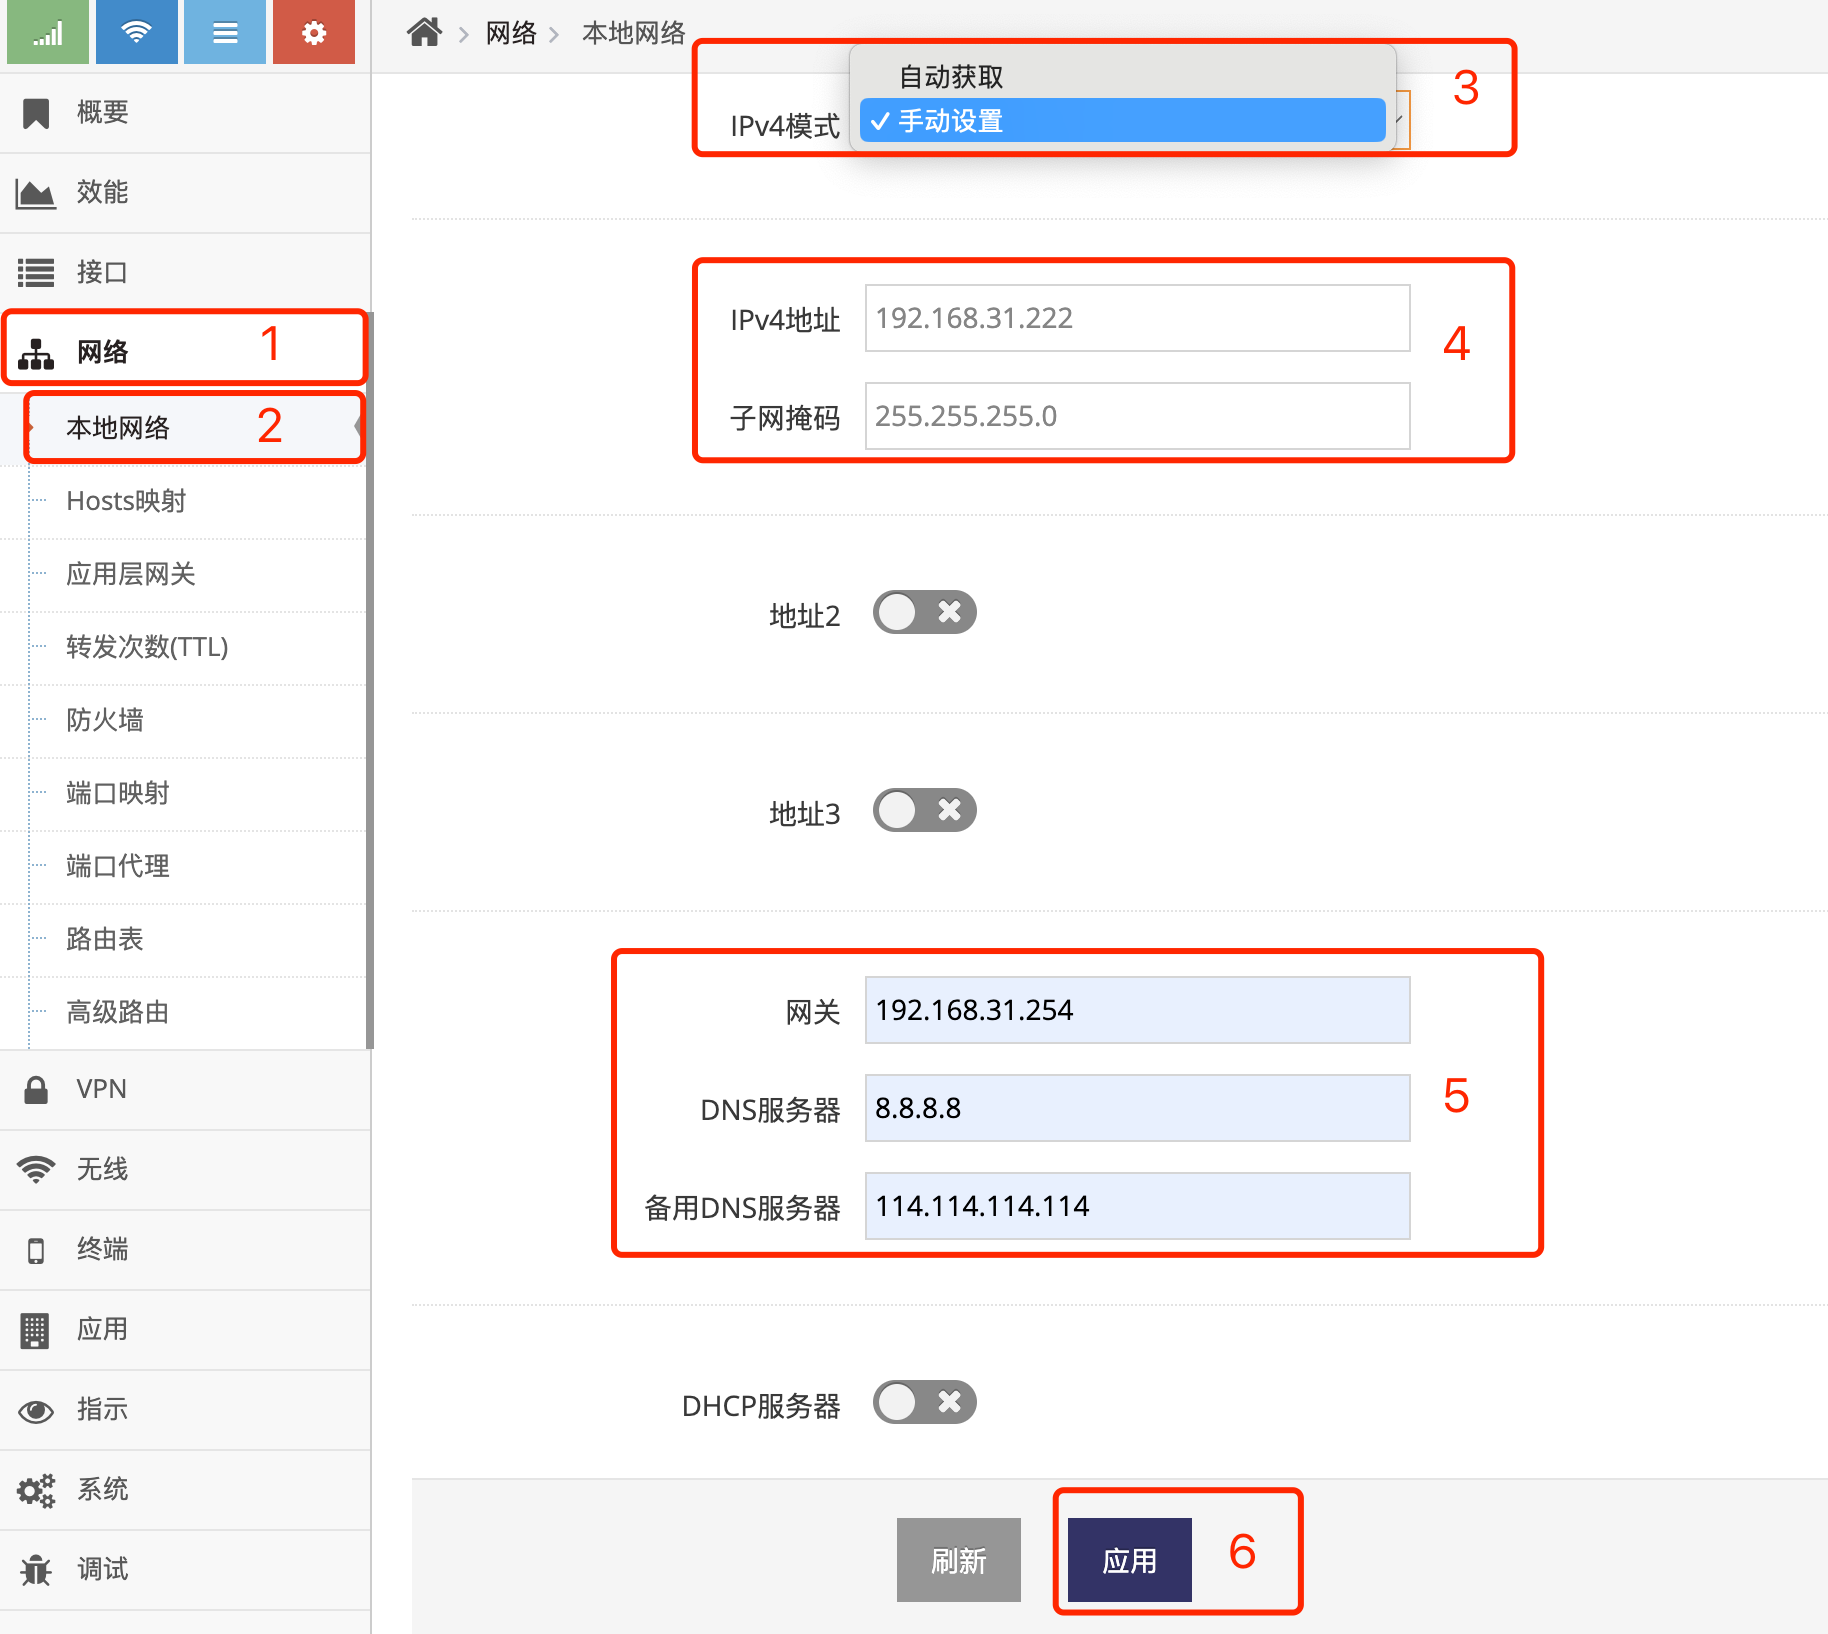 网络
本地网络
概要
效能
接口
网络
1
本地网络
2
Hosts映射
应用层网关
转发次数(TTL)
防火墙
端口映射
端口代理
路由表
高级路由
VPN
无线
终端
应用
指示
系统
调试
自动获取
IPv4模式
手动设置
3
IPv4地址
192.168.31.222
子网掩码
255.255.255.0
4
地址2
地址3
网关
192.168.31.254
DNS服务器
8.8.8.8
备用DNS服务器
114.114.114.114
5
DHCP服务器
刷新
应用
6